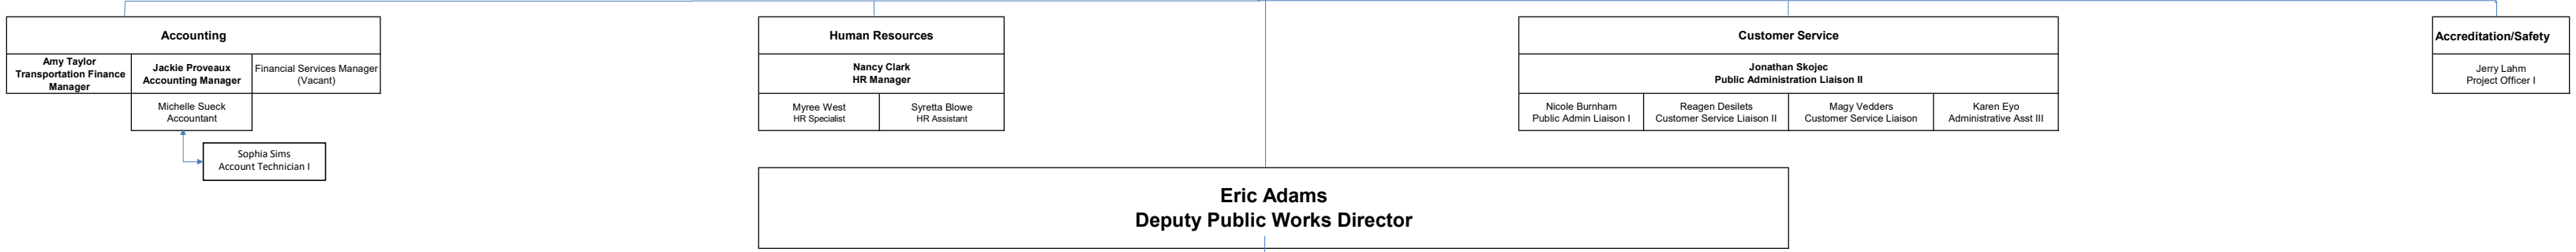 Accounting
Amy Taylor
Transportation Finance
Manager
Jackie Proveaux
Accounting Manager
Financial Services Manager
(Vacant)
Michelle Sueck
Accountant
Sophia Sims
Account Technician I
Human Resources
Nancy Clark
HR Manager
Myree West
HR Specialist
Syretta Blowe
HR Assistant
Customer Service
Jonathan Skojec
Public Administration Liaison II
Nicole Burnham
Public Admin Liaison I
Reagen Desilets
Customer Service Liaison II
Magy Vedders
Customer Service Liaison
Karen Eyo
Administrative Asst III
Accreditation/Safety
Jerry Lahm
Project Officer I
Eric Adams
Deputy Public Works Director